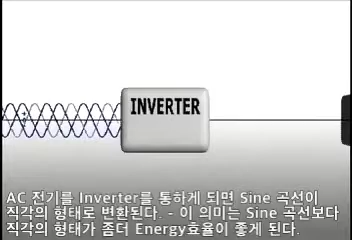 INVERTER
AC 전기를 Inverter를 통하게 되면 Sine 곡선이
직각의 형태로 변환된다. - 이 의미는 Sine 곡선보다
직각의 형태가 좀더 Energy효율이 좋게 된다.